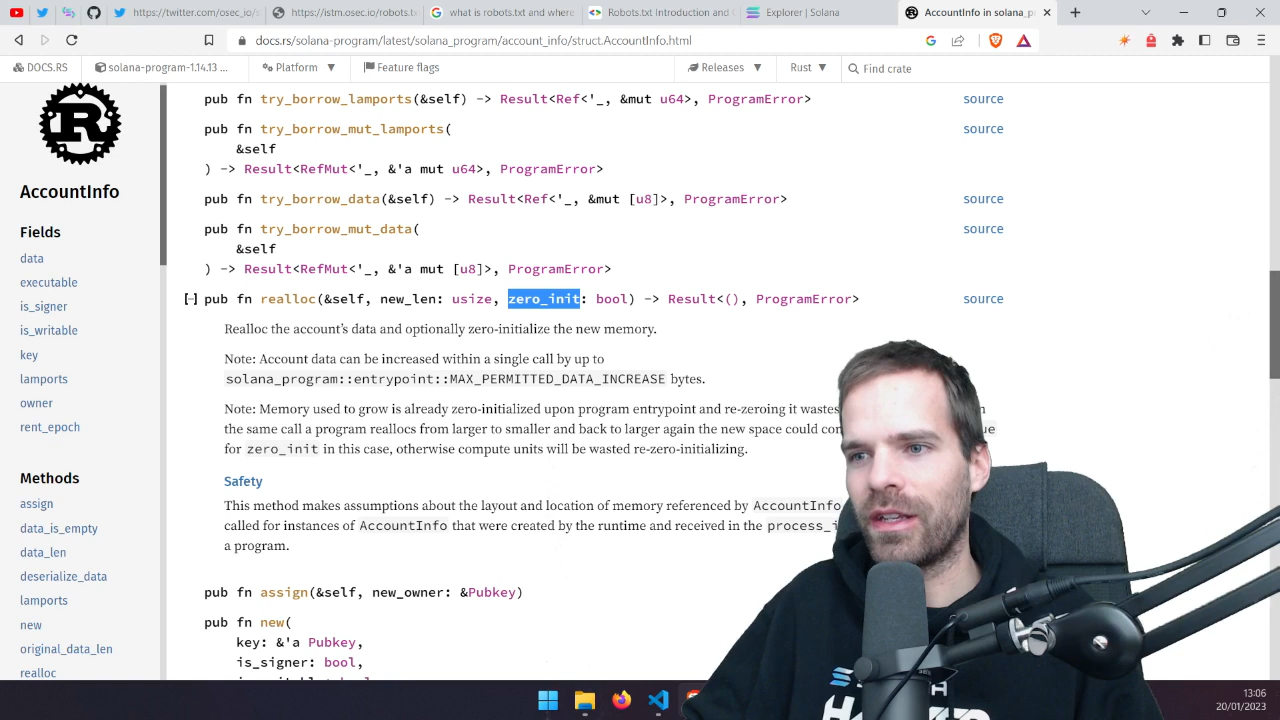 https://twitter.com/osec_io/s
https://istm.osec.io/robots.t
what is robots.txt and where
Robots.txt Introduction and G
Explorer | Solana
AccountInfo in solana_pr
docs.rs/solana-program/latest/solana_program/account_info/struct.AccountInfo.html
DOCS.RS
solana-program-1.14.13 ...
Platform
Feature flags
Releases
Rust
Find crate
AccountInfo
Fields
data
executable
is_signer
is_writable
key
lamports
owner
rent_epoch
Methods
assign
data_is_empty
data_len
deserialize_data
lamports
new
original_data_len
realloc
pub fn try_borrow_lamports(&self) -> Result<Ref<'_, &mut u64>, ProgramError>
source
pub fn try_borrow_mut_lamports(
source
&self
) -> Result<RefMut<'_, &'a mut u64>, ProgramError>
pub fn try_borrow_data(&self) -> Result<Ref<'_, &mut [u8]>, ProgramError>
source
pub fn try_borrow_mut_data(
source
&self
) -> Result<RefMut<'_, &'a mut [u8]>, ProgramError>
[-] pub fn realloc(&self, new_len: usize, zero_init: bool) -> Result<(), ProgramError>
source
Realloc the account's data and optionally zero-initialize the new memory.
Note: Account data can be increased within a single call by up to
solana_program::entrypoint::MAX_PERMITTED_DATA_INCREASE bytes.
Note: Memory used to grow is already zero-initialized upon program entrypoint and re-zeroing it wastes
the same call a program reallocs from larger to smaller and back to larger again the new space could con ue
for zero_init in this case, otherwise compute units will be wasted re-zero-initializing.
Safety
This method makes assumptions about the layout and location of memory referenced by AccountInfo
called for instances of AccountInfo that were created by the runtime and received in the process_i
a program.
pub fn assign(&self, new_owner: &Pubkey)
pub fn new(
key: &'a Pubkey,
is_signer: bool,
13:06
20/01/2023